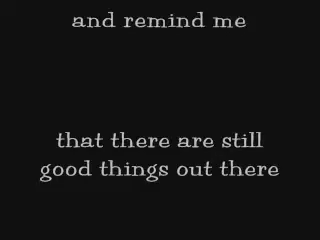 and remind me
that there are still
good things out there